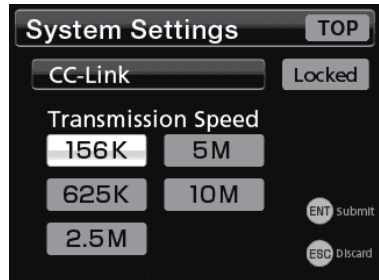 System Settings TOP
CC-Link Locked
Transmission Speed
156K 5M
625K 10M
2.5M
ENT Submit
ESC Discard